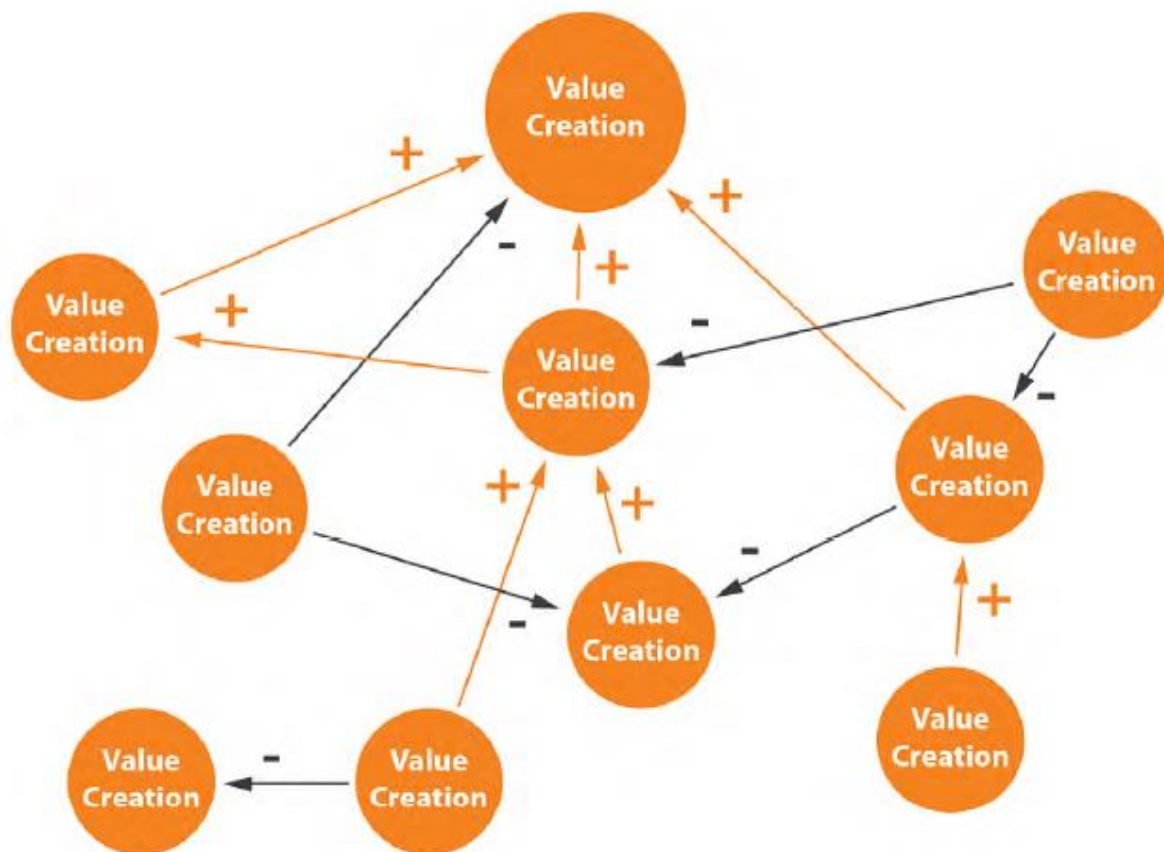 Value
Creation
+
+
-
+
Value
Creation
-
Value
Creation
+
Value
Creation
-
Value
Creation
+
+
Value
Creation
-
-
+
Value
Creation
Value
Creation
-
Value
Creation
Value
Creation